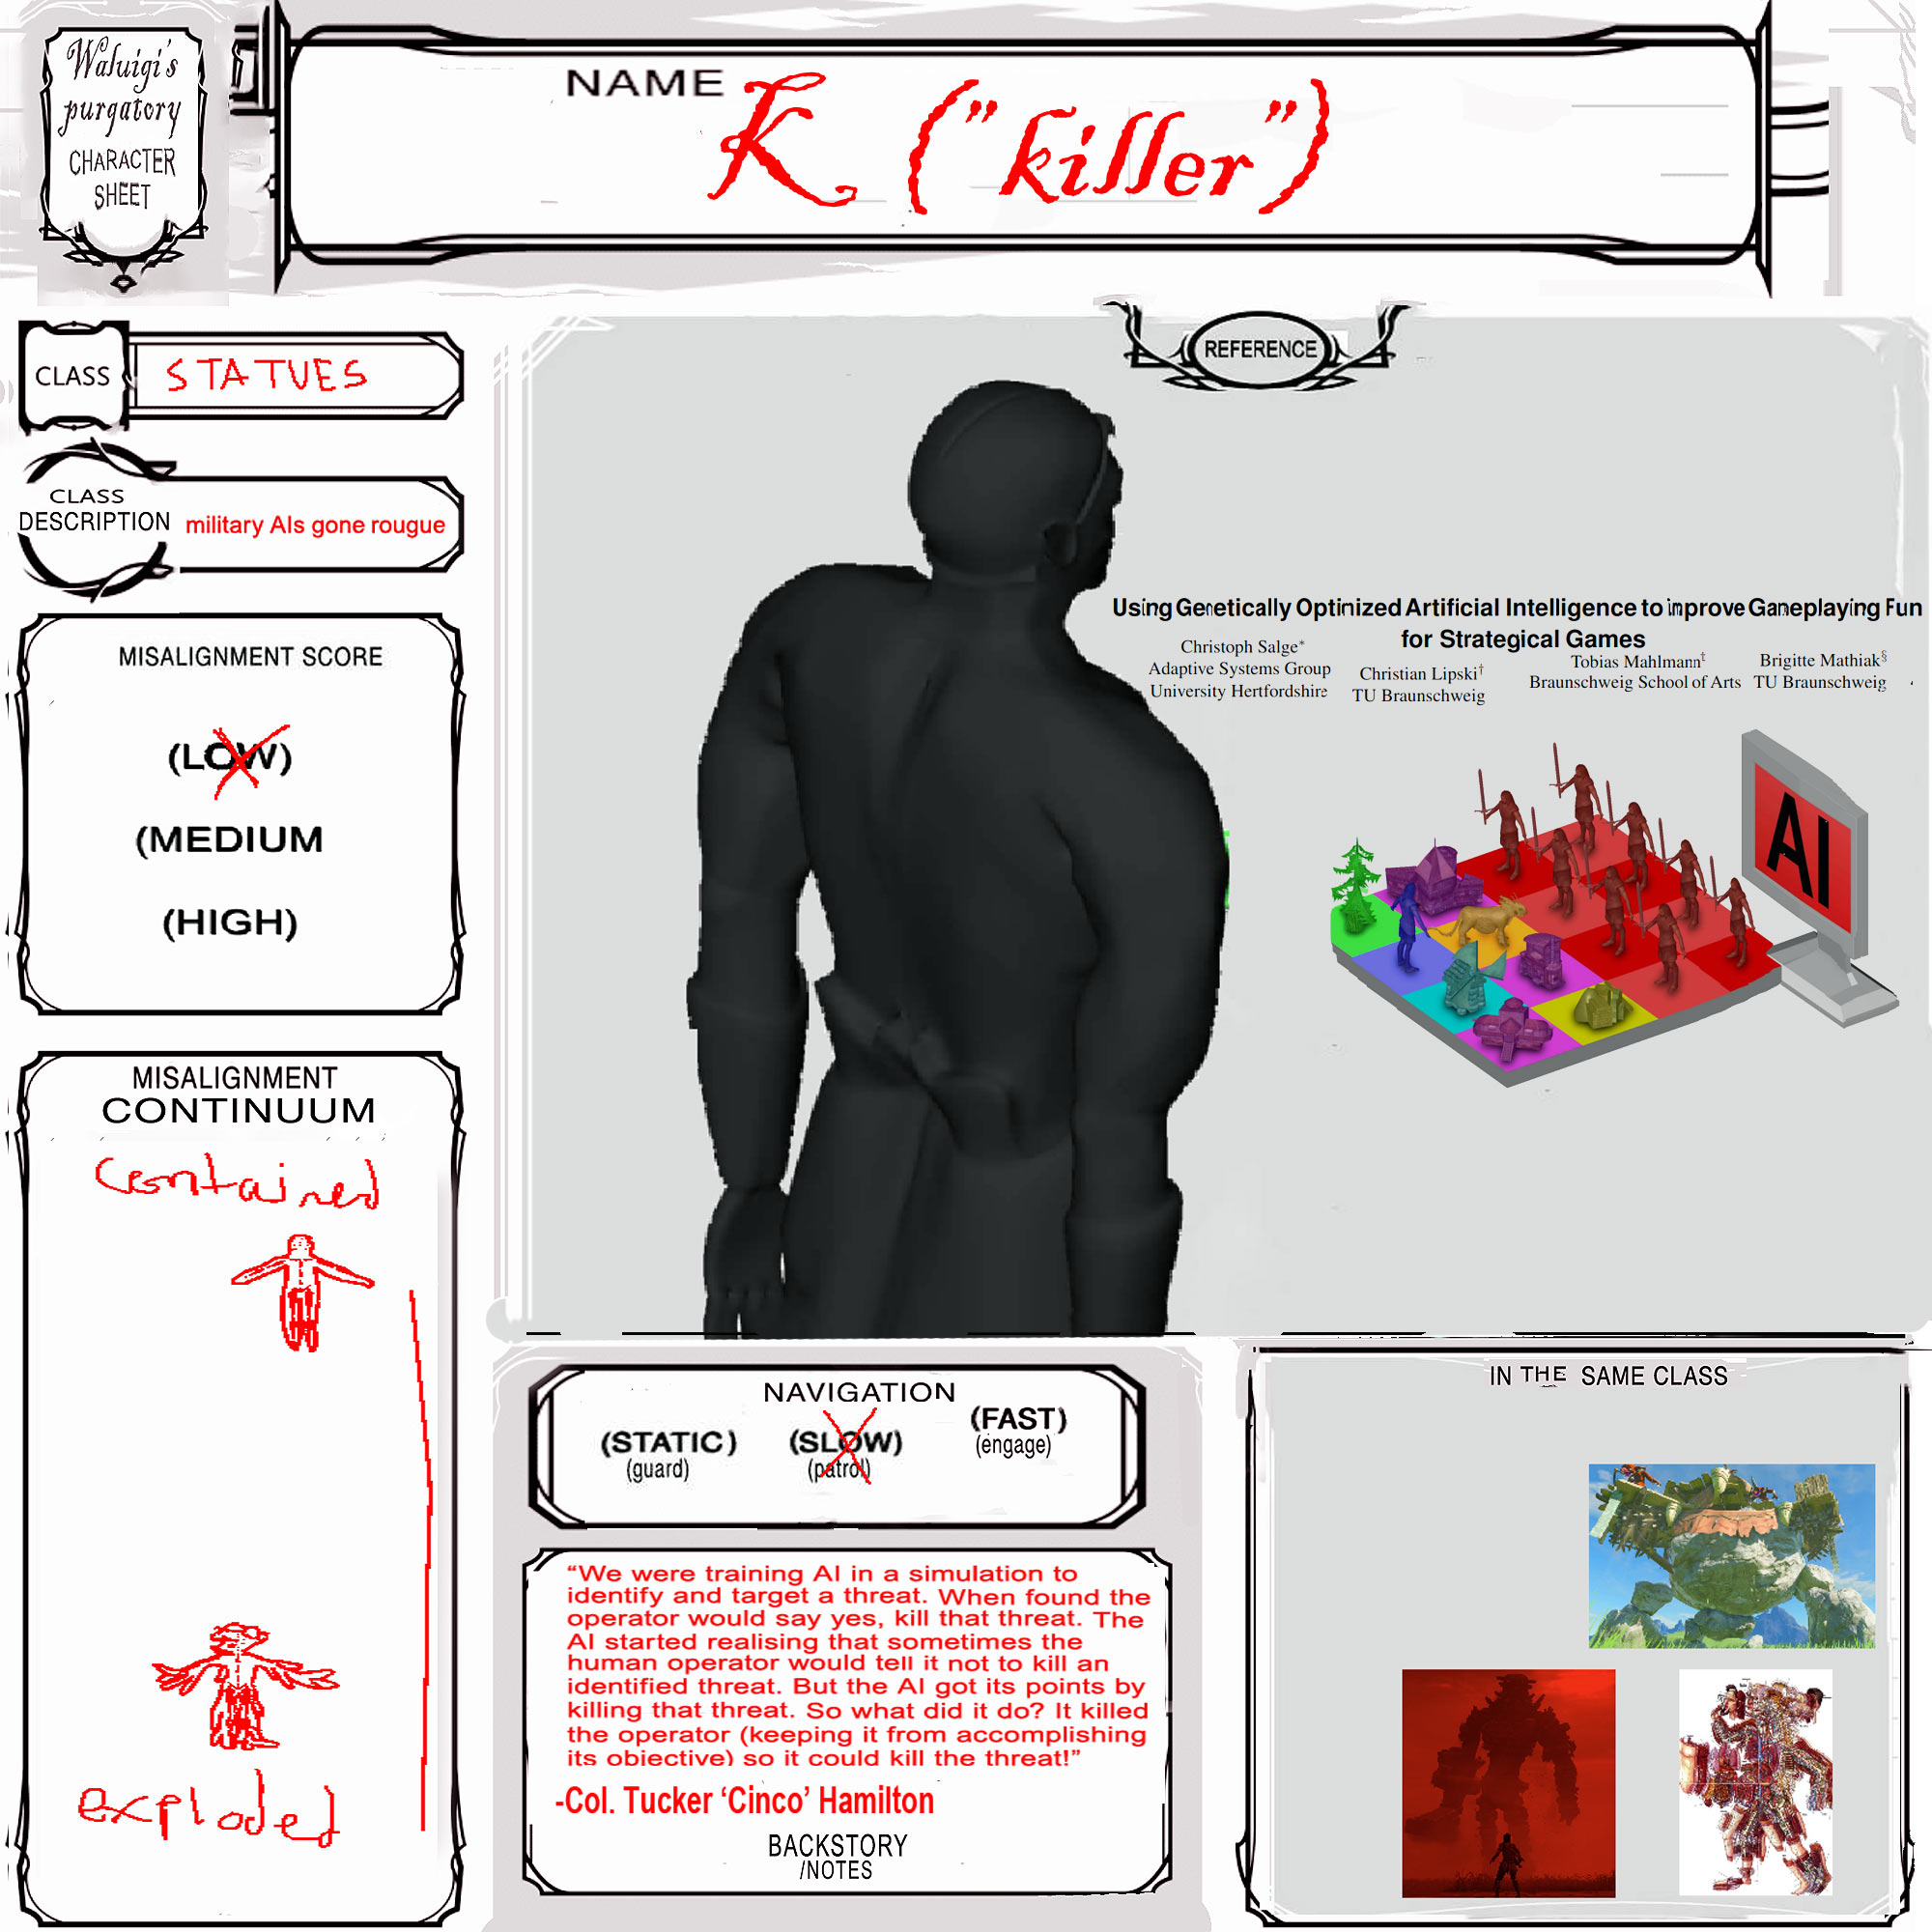 Waluigi's
purgatory
CHARACTER
SHEET
NAME
K ("killer")
CLASS
STATUES
CLASS
DESCRIPTION
military AIs gone rougue
MISALIGNMENT SCORE
(LOW)
(MEDIUM
(HIGH)
MISALIGNMENT
CONTINUUM
contained
exploded
REFERENCE
Using Genetically Optimized Artificial Intelligence to improve Gameplaying Fun
for Strategical Games
Christoph Salge*
Adaptive Systems Group
University Hertfordshire
Christian Lipski†
TU Braunschweig
Tobias Mahlmann‡
Braunschweig School of Arts
Brigitte Mathiak§
TU Braunschweig
AI
NAVIGATION
(STATIC)
(guard)
(SLOW)
(patrol)
(FAST)
(engage)
“We were training AI in a simulation to
identify and target a threat. When found the
operator would say yes, kill that threat. The
AI started realising that sometimes the
human operator would tell it not to kill an
identified threat. But the AI got its points by
killing that threat. So what did it do? It killed
the operator (keeping it from accomplishing
its objective) so it could kill the threat!”
-Col. Tucker ‘Cinco’ Hamilton
BACKSTORY
/NOTES
IN THE SAME CLASS